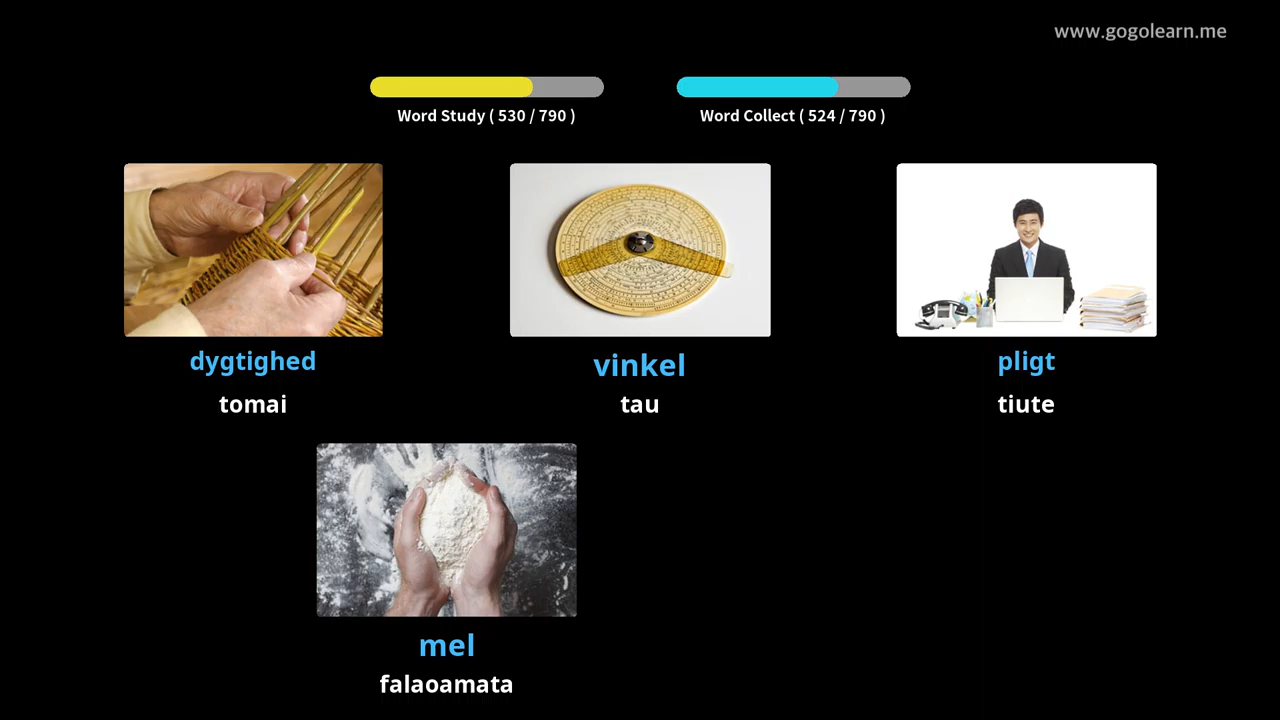 www.gogolearn.me
Word Study ( 530 / 790 )
Word Collect ( 524 / 790 )
dygtighed
tomai
vinkel
tau
pligt
tiute
mel
falaoamata